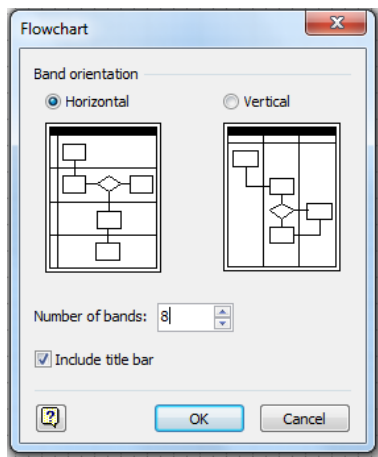 Flowchart
Band orientation
Horizontal Vertical
Number of bands: 8
Include title bar
OK Cancel